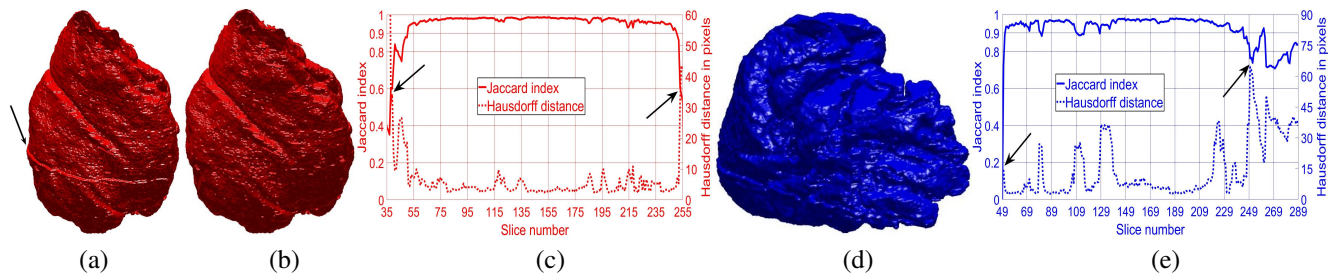 1
0.8
0.6
0.4
0.2
0
Jaccard index
35 55 75 95 115 135 155 175 195 215 235 255
Slice number
60
50
40
30
20
10
0
Hausdorff distance in pixels
Jaccard index
Hausdorff distance
1
0.8
0.6
0.4
0.2
0
Jaccard index
49 69 89 109 129 149 169 189 209 229 249 269 289
Slice number
90
75
60
45
30
15
0
Hausdorff distance in pixels
Jaccard index
Hausdorff distance
(a) (b) (c) (d) (e)